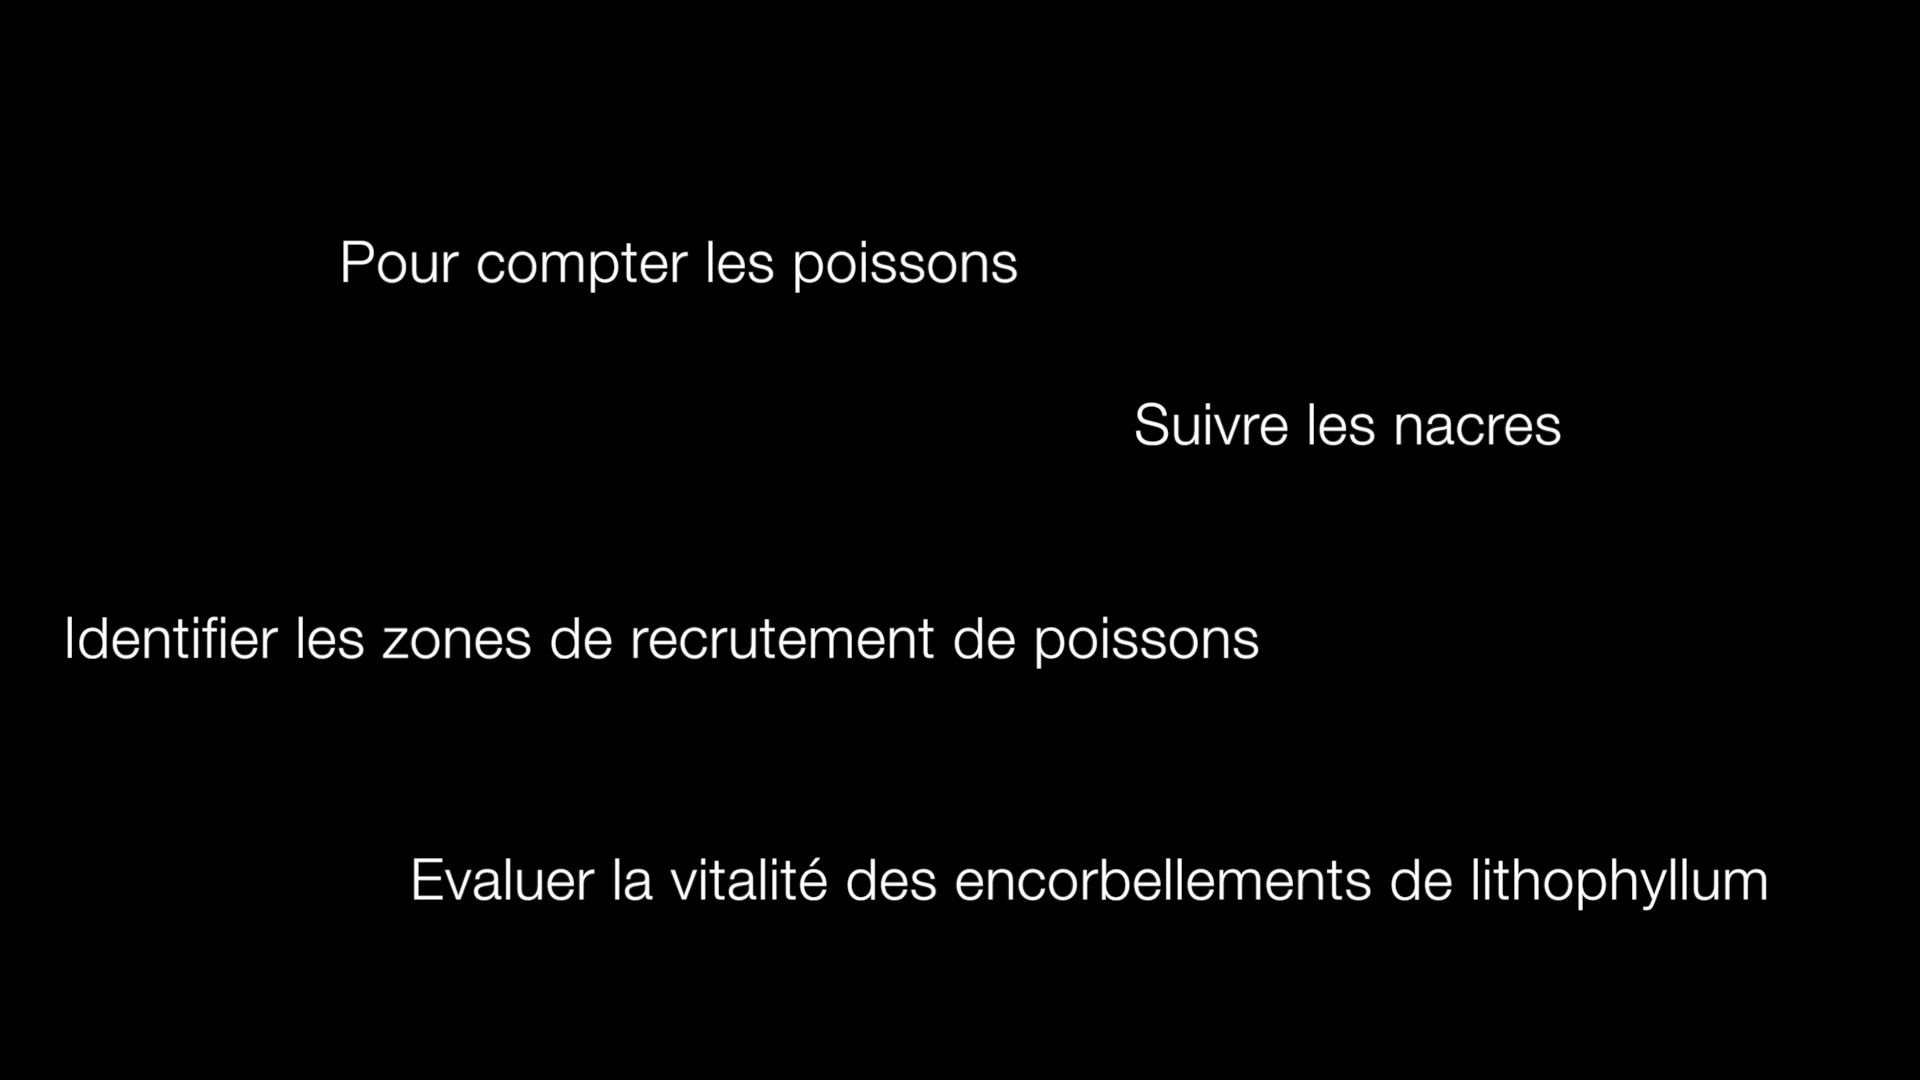 Pour compter les poissons
Suivre les nacres
Identifier les zones de recrutement de poissons
Evaluer la vitalité des encorbellements de lithophyllum